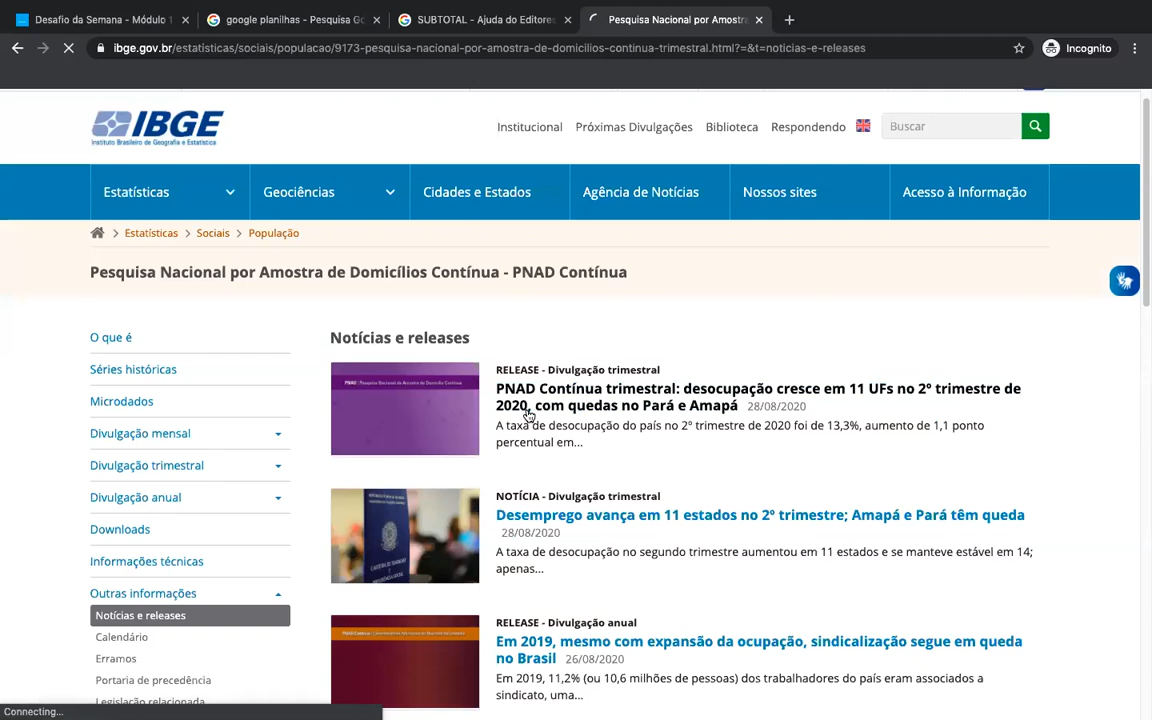 Desafio da Semana - Módulo 1
google planilhas - Pesquisa Go
SUBTOTAL - Ajuda do Editores
Pesquisa Nacional por Amostra
ibge.gov.br/estatisticas/sociais/populacao/9173-pesquisa-nacional-por-amostra-de-domicilios-continua-trimestral.html?=&t=noticias-e-releases
Incognito
IBGE
Instituto Brasileiro de Geografia e Estatística
Institucional
Próximas Divulgações
Biblioteca
Respondendo
Buscar
Estatísticas
Geociências
Cidades e Estados
Agência de Notícias
Nossos sites
Acesso à Informação
Estatísticas
Sociais
População
Pesquisa Nacional por Amostra de Domicílios Contínua - PNAD Contínua
O que é
Séries históricas
Microdados
Divulgação mensal
Divulgação trimestral
Divulgação anual
Downloads
Informações técnicas
Outras informações
Notícias e releases
Calendário
Erramos
Portaria de precedência
Legislação relacionada
Notícias e releases
RELEASE - Divulgação trimestral
PNAD Contínua trimestral: desocupação cresce em 11 UFs no 2º trimestre de
2020, com quedas no Pará e Amapá 28/08/2020
A taxa de desocupação do país no 2º trimestre de 2020 foi de 13,3%, aumento de 1,1 ponto
percentual em...
NOTÍCIA - Divulgação trimestral
Desemprego avança em 11 estados no 2º trimestre; Amapá e Pará têm queda
28/08/2020
A taxa de desocupação no segundo trimestre aumentou em 11 estados e se manteve estável em 14;
apenas...
RELEASE - Divulgação anual
Em 2019, mesmo com expansão da ocupação, sindicalização segue em queda
no Brasil 26/08/2020
Em 2019, 11,2% (ou 10,6 milhões de pessoas) dos trabalhadores do país eram associados a
sindicato, uma...
Connecting...